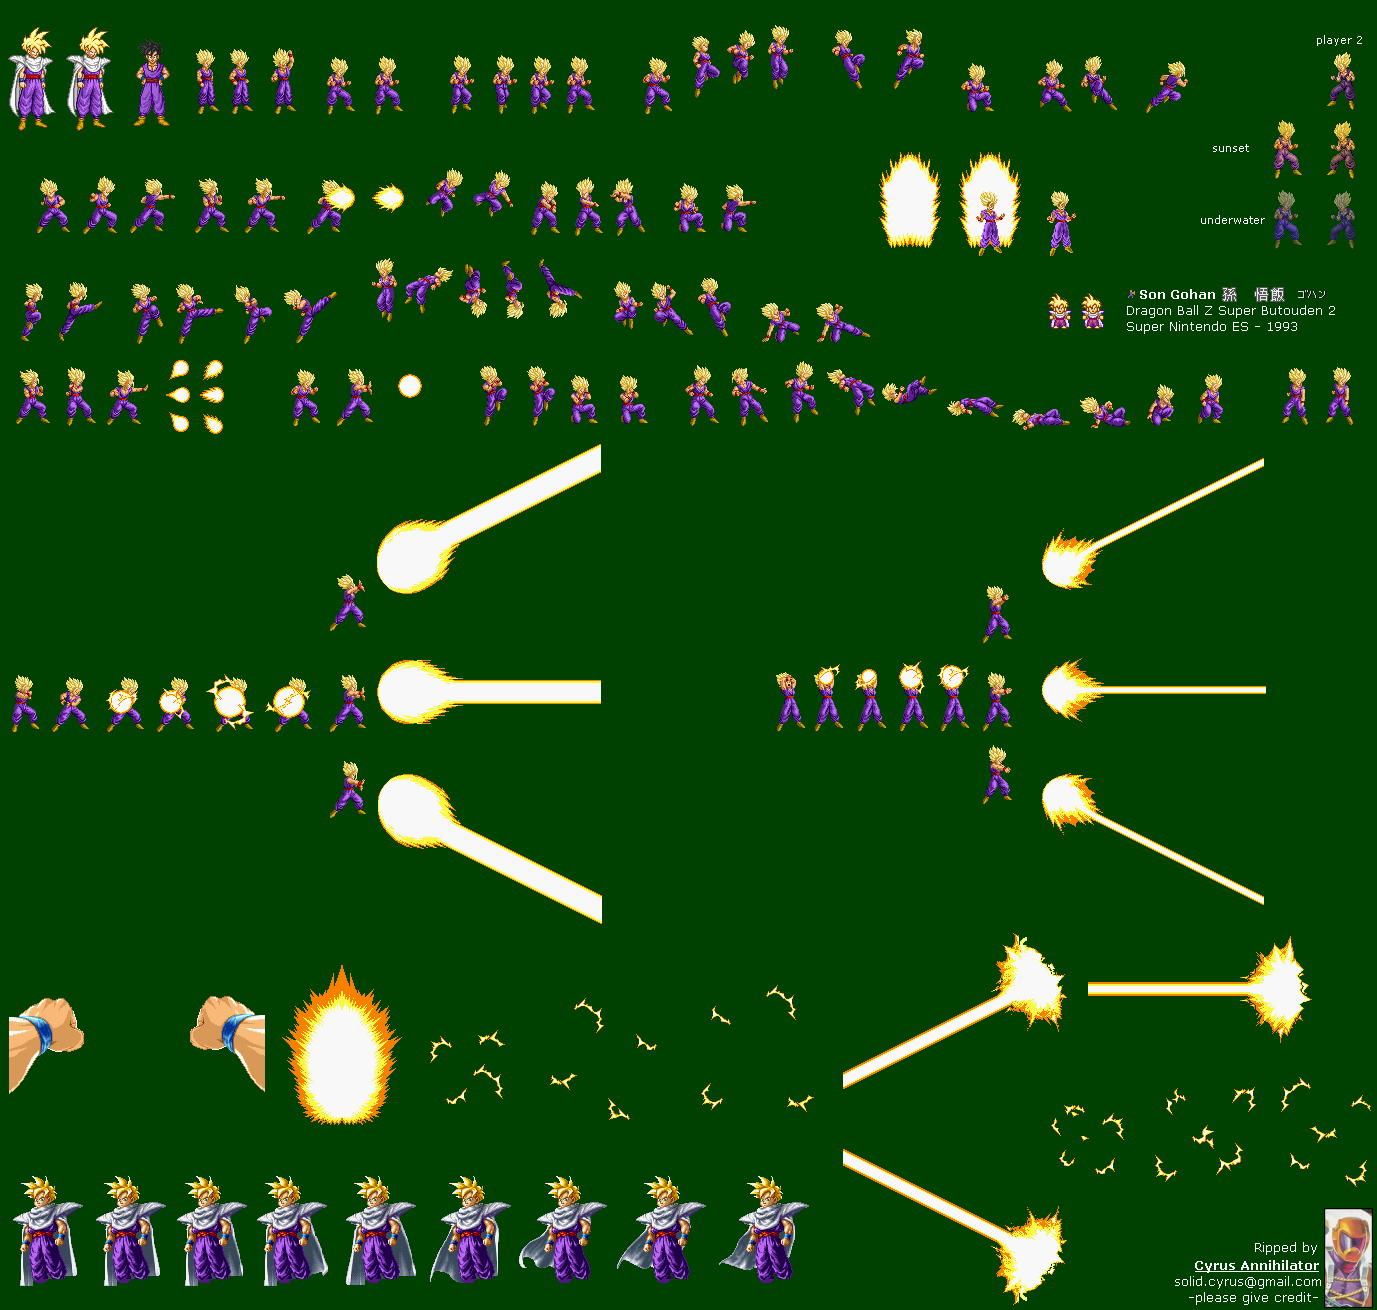 player 2
sunset
underwater
Son Gohan 孫 悟飯 ゴハン
Dragon Ball Z Super Butouden 2
Super Nintendo ES - 1993
Ripped by
Cyrus Annihilator
solid.cyrus@gmail.com
-please give credit-